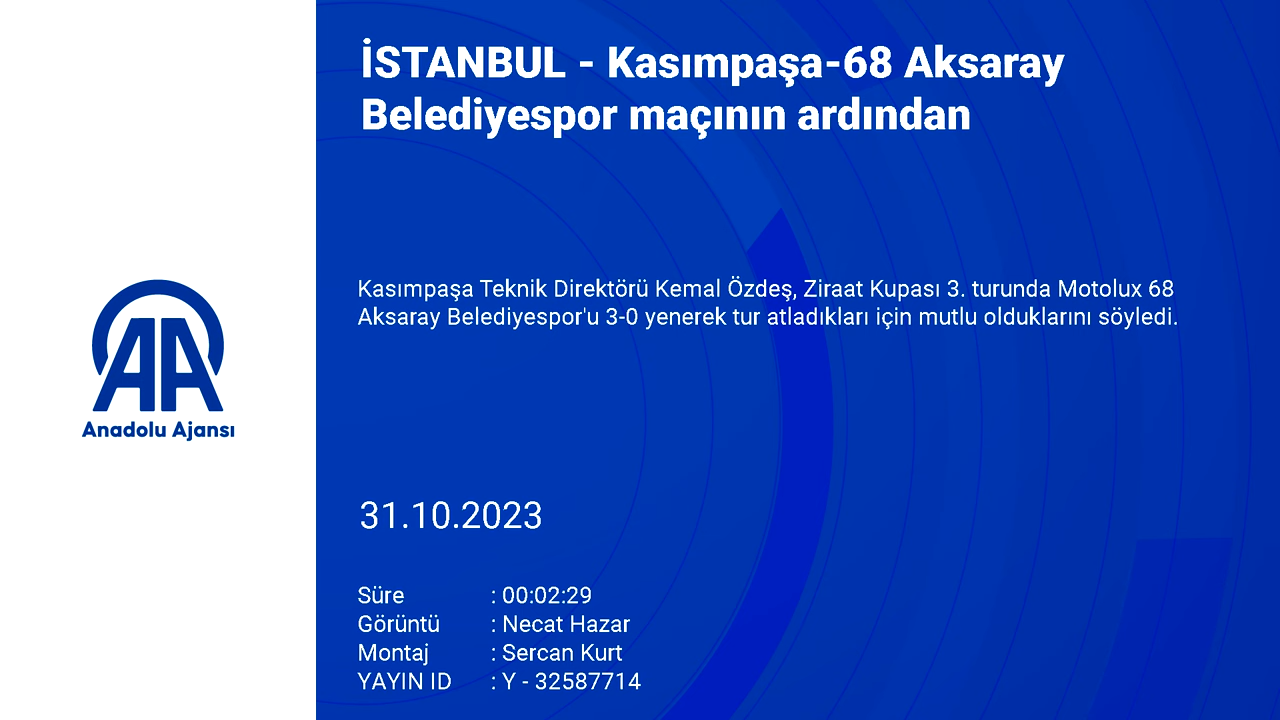 İSTANBUL - Kasımpaşa-68 Aksaray
Belediyespor maçının ardından
Kasımpaşa Teknik Direktörü Kemal Özdeş, Ziraat Kupası 3. turunda Motolux 68
Aksaray Belediyespor'u 3-0 yenerek tur atladıkları için mutlu olduklarını söyledi.
AA
Anadolu Ajansı
31.10.2023
Süre : 00:02:29
Görüntü : Necat Hazar
Montaj : Sercan Kurt
YAYIN ID : Y - 32587714